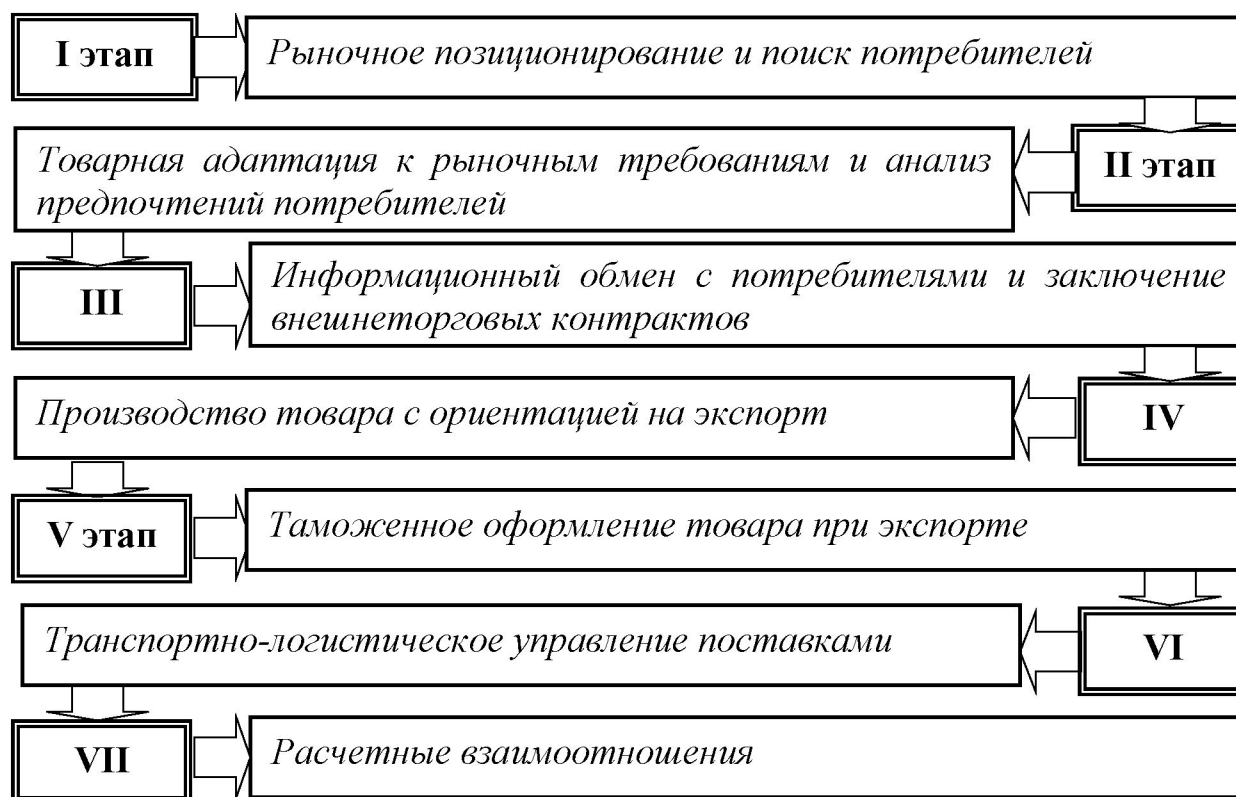 I этап
Рыночное позиционирование и поиск потребителей
II этап
Товарная адаптация к рыночным требованиям и анализ
предпочтений потребителей
III
Информационный обмен с потребителями и заключение
внешнеторговых контрактов
IV
Производство товара с ориентацией на экспорт
V этап
Таможенное оформление товара при экспорте
VI
Транспортно-логистическое управление поставками
VII
Расчетные взаимоотношения